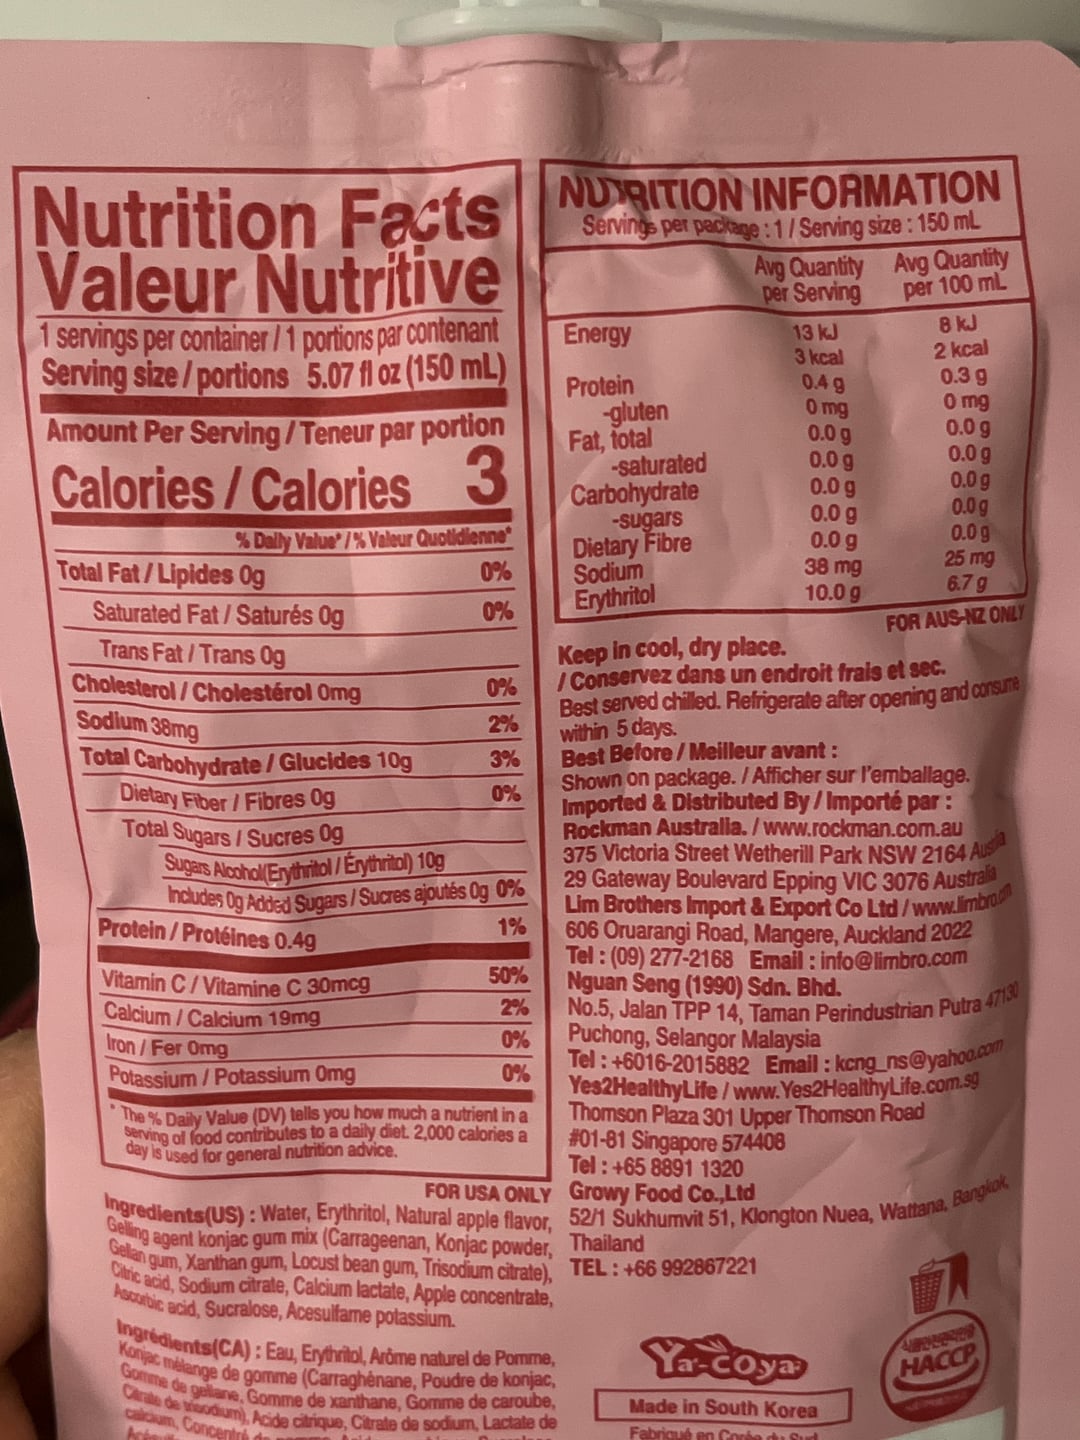 Nutrition Facts
Valeur Nutritive
1 servings per container / 1 portions par contenant
Serving size / portions 5.07 fl oz (150 mL)
Amount Per Serving / Teneur par portion
Calories / Calories 3
% Daily Value* / % Valeur Quotidienne*
Total Fat / Lipides 0g 0%
Saturated Fat / Saturés 0g 0%
Trans Fat / Trans 0g
Cholesterol / Cholestérol 0mg 0%
Sodium 38mg 2%
Total Carbohydrate / Glucides 10g 3%
Dietary Fiber / Fibres 0g 0%
Total Sugars / Sucres 0g
Sugars Alcohol(Erythritol / Érythritol) 10g
Includes 0g Added Sugars / Sucres ajoutés 0g 0%
Protein / Protéines 0.4g 1%
Vitamin C / Vitamine C 30mcg 50%
Calcium / Calcium 19mg 2%
Iron / Fer 0mg 0%
Potassium / Potassium 0mg 0%
* The % Daily Value (DV) tells you how much a nutrient in a
serving of food contributes to a daily diet. 2,000 calories a
day is used for general nutrition advice.
FOR USA ONLY
Ingredients(US) : Water, Erythritol, Natural apple flavor,
Gelling agent konjac gum mix (Carrageenan, Konjac powder,
Gellan gum, Xanthan gum, Locust bean gum, Trisodium citrate),
Citric acid, Sodium citrate, Calcium lactate, Apple concentrate,
Ascorbic acid, Sucralose, Acesulfame potassium.
Ingrédients(CA) : Eau, Erythritol, Arôme naturel de Pomme,
Konjac mélange de gomme (Carraghénane, Poudre de konjac,
Gomme de gellane, Gomme de xanthane, Gomme de caroube,
Citrate de trisodium), Acide citrique, Citrate de sodium, Lactate de
calcium, Concentré de
NUTRITION INFORMATION
Servings per package : 1 / Serving size : 150 mL
Avg Quantity Avg Quantity
per Serving per 100 mL
Energy 13 kJ 8 kJ
3 kcal 2 kcal
Protein 0.4 g 0.3 g
-gluten 0 mg 0 mg
Fat, total 0.0 g 0.0 g
-saturated 0.0 g 0.0 g
Carbohydrate 0.0 g 0.0 g
-sugars 0.0 g 0.0 g
Dietary Fibre 0.0 g 0.0 g
Sodium 38 mg 25 mg
Erythritol 10.0 g 6.7 g
FOR AUS-NZ ONLY
Keep in cool, dry place.
/ Conservez dans un endroit frais et sec.
Best served chilled. Refrigerate after opening and consume
within 5 days.
Best Before / Meilleur avant :
Shown on package. / Afficher sur l'emballage.
Imported & Distributed By / Importé par :
Rockman Australia. / www.rockman.com.au
375 Victoria Street Wetherill Park NSW 2164 Australia
29 Gateway Boulevard Epping VIC 3076 Australia
Lim Brothers Import & Export Co Ltd / www.limbro.com
606 Oruarangi Road, Mangere, Auckland 2022
Tel : (09) 277-2168 Email : info@limbro.com
Nguan Seng (1990) Sdn. Bhd.
No.5, Jalan TPP 14, Taman Perindustrian Putra 47130
Puchong, Selangor Malaysia
Tel : +6016-2015882 Email : kcng_ns@yahoo.com
Yes2HealthyLife / www.Yes2HealthyLife.com.sg
Thomson Plaza 301 Upper Thomson Road
#01-81 Singapore 574408
Tel : +65 8891 1320
Growy Food Co.,Ltd
52/1 Sukhumvit 51, Klongton Nuea, Wattana, Bangkok,
Thailand
TEL : +66 992867221
Ya-coya
HACCP
Made in South Korea
Fabriqué en Corée du Sud